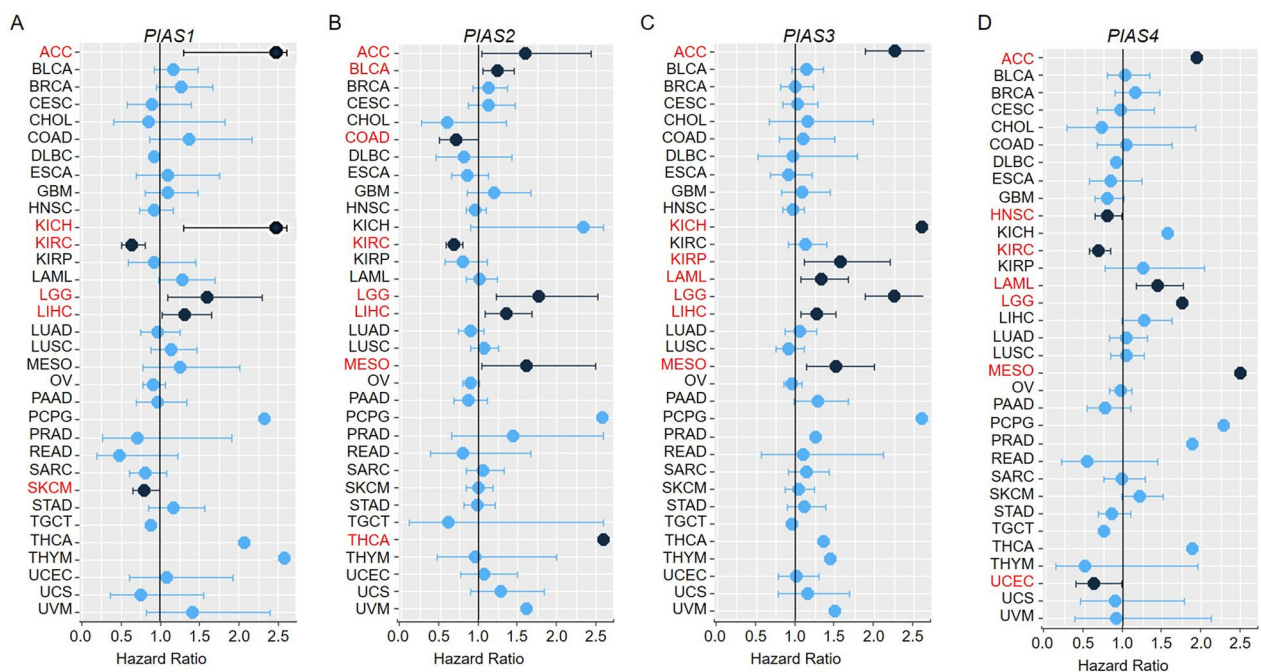 A
PIAS1
ACC
BLCA
BRCA
CESC
CHOL
COAD
DLBC
ESCA
GBM
HNSC
KICH
KIRC
KIRP
LAML
LGG
LIHC
LUAD
LUSC
MESO
OV
PAAD
PCPG
PRAD
READ
SARC
SKCM
STAD
TGCT
THCA
THYM
UCEC
UCS
UVM
0.0 0.5 1.0 1.5 2.0 2.5
Hazard Ratio
B
PIAS2
ACC
BLCA
BRCA
CESC
CHOL
COAD
DLBC
ESCA
GBM
HNSC
KICH
KIRC
KIRP
LAML
LGG
LIHC
LUAD
LUSC
MESO
OV
PAAD
PCPG
PRAD
READ
SARC
SKCM
STAD
TGCT
THCA
THYM
UCEC
UCS
UVM
0.0 0.5 1.0 1.5 2.0 2.5
Hazard Ratio
C
PIAS3
ACC
BLCA
BRCA
CESC
CHOL
COAD
DLBC
ESCA
GBM
HNSC
KICH
KIRC
KIRP
LAML
LGG
LIHC
LUAD
LUSC
MESO
OV
PAAD
PCPG
PRAD
READ
SARC
SKCM
STAD
TGCT
THCA
THYM
UCEC
UCS
UVM
0.0 0.5 1.0 1.5 2.0 2.5
Hazard Ratio
D
PIAS4
ACC
BLCA
BRCA
CESC
CHOL
COAD
DLBC
ESCA
GBM
HNSC
KICH
KIRC
KIRP
LAML
LGG
LIHC
LUAD
LUSC
MESO
OV
PAAD
PCPG
PRAD
READ
SARC
SKCM
STAD
TGCT
THCA
THYM
UCEC
UCS
UVM
0.0 0.5 1.0 1.5 2.0 2.5
Hazard Ratio